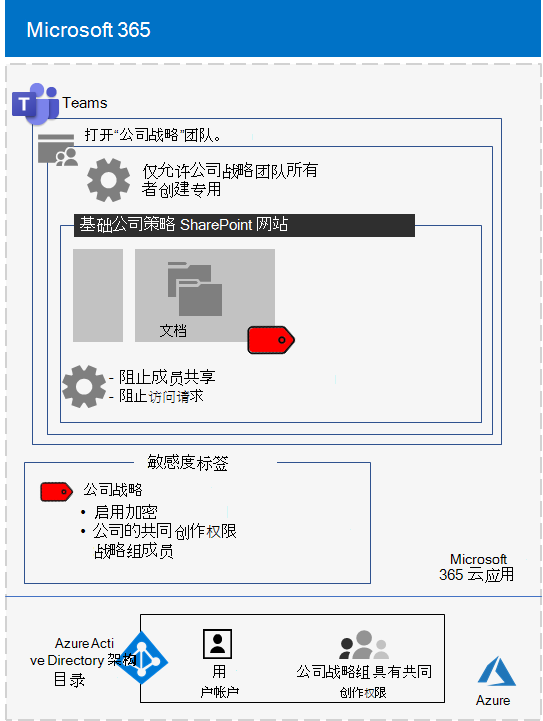 Microsoft 365
T
Teams
打开“公司战略”团队。
仅允许公司战略团队所有
者创建专用
基础公司策略 SharePoint 网站
文档
- 阻止成员共享
- 阻止访问请求
敏感度标签
公司战略
• 启用加密
• 公司的共同创作权限
战略组成员
Microsoft
365 云应用
Azure Acti
ve Directory 架构
目录
用
户帐户
公司战略组具有共同
创作权限
Azure